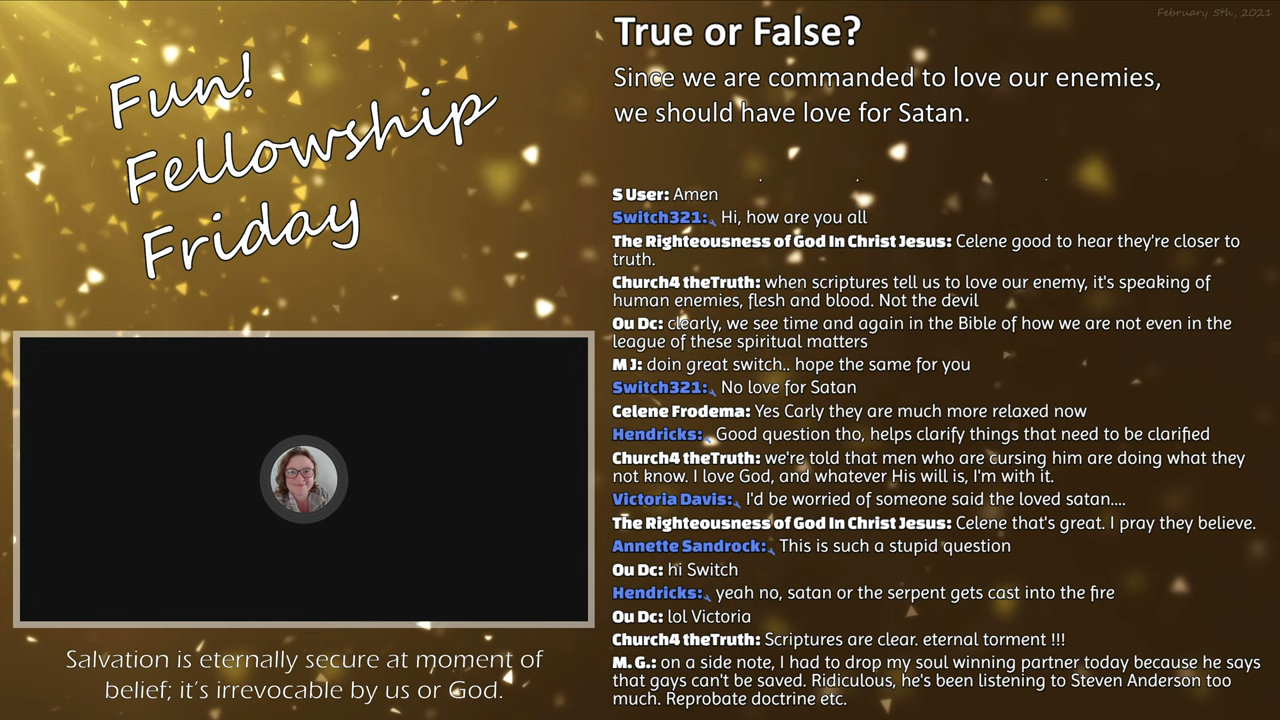 February 5th, 2021
Fun!
Fellowship
Friday
True or False?
Since we are commanded to love our enemies,
we should have love for Satan.
S User: Amen
Switch321: Hi, how are you all
The Righteousness of God In Christ Jesus: Celene good to hear they're closer to
truth.
Church4 theTruth: when scriptures tell us to love our enemy, it's speaking of
human enemies, flesh and blood. Not the devil
Ou Dc: clearly, we see time and again in the Bible of how we are not even in the
league of these spiritual matters
M J: doin great switch.. hope the same for you
Switch321: No love for Satan
Celene Frodema: Yes Carly they are much more relaxed now
Hendricks: Good question tho, helps clarify things that need to be clarified
Church4 theTruth: we're told that men who are cursing him are doing what they
not know. I love God, and whatever His will is, I'm with it.
Victoria Davis: I'd be worried of someone said the loved satan....
The Righteousness of God In Christ Jesus: Celene that's great. I pray they believe.
Annette Sandrock: This is such a stupid question
Ou Dc: hi Switch
Hendricks: yeah no, satan or the serpent gets cast into the fire
Ou Dc: lol Victoria
Church4 theTruth: Scriptures are clear. eternal torment !!!
M. G.: on a side note, I had to drop my soul winning partner today because he says
that gays can't be saved. Ridiculous, he's been listening to Steven Anderson too
much. Reprobate doctrine etc.
Salvation is eternally secure at moment of
belief; it's irrevocable by us or God.